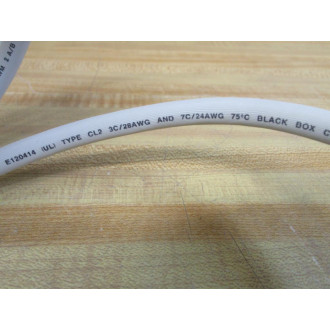 E120414 (UL) TYPE CL2 3C/28AWG AND 7C/24AWG 75°C BLACK BOX C